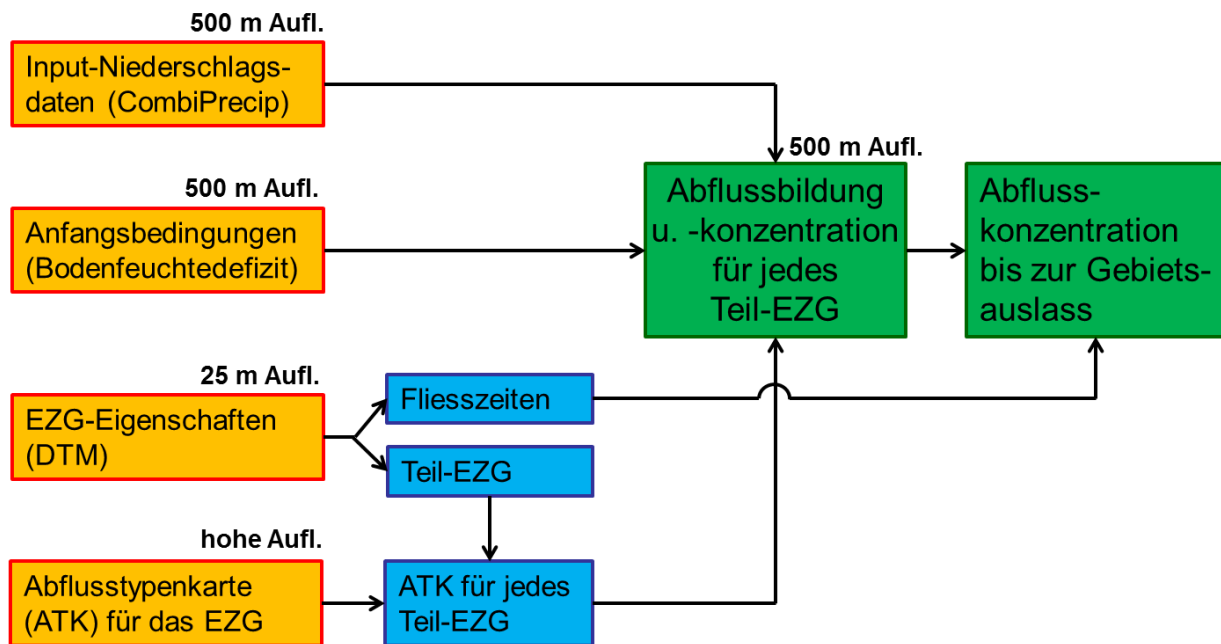 500 m Aufl.
Input-Niederschlags-
daten (CombiPrecip)
500 m Aufl.
Anfangsbedingungen
(Bodenfeuchtedefizit)
25 m Aufl.
EZG-Eigenschaften
(DTM)
hohe Aufl.
Abflusstypenkarte
(ATK) für das EZG
Fliesszeiten
Teil-EZG
ATK für jedes
Teil-EZG
500 m Aufl.
Abflussbildung
u. -konzentration
für jedes
Teil-EZG
Abfluss-
konzentration
bis zur Gebiets-
auslass